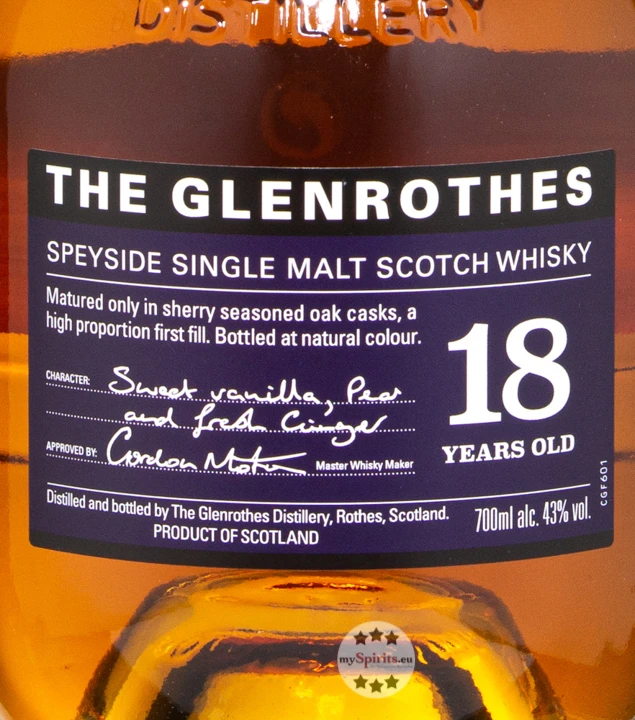 DISTILLERY
THE GLENROTHES
SPEYSIDE SINGLE MALT SCOTCH WHISKY
Matured only in sherry seasoned oak casks, a
high proportion first fill. Bottled at natural colour.
CHARACTER: Sweet vanilla, Pear
and fresh Ginger
APPROVED BY: Gordon Motion Master Whisky Maker
18
YEARS OLD
Distilled and bottled by The Glenrothes Distillery, Rothes, Scotland.
PRODUCT OF SCOTLAND
700ml alc. 43% vol.
CGF601
mySpirits.eu